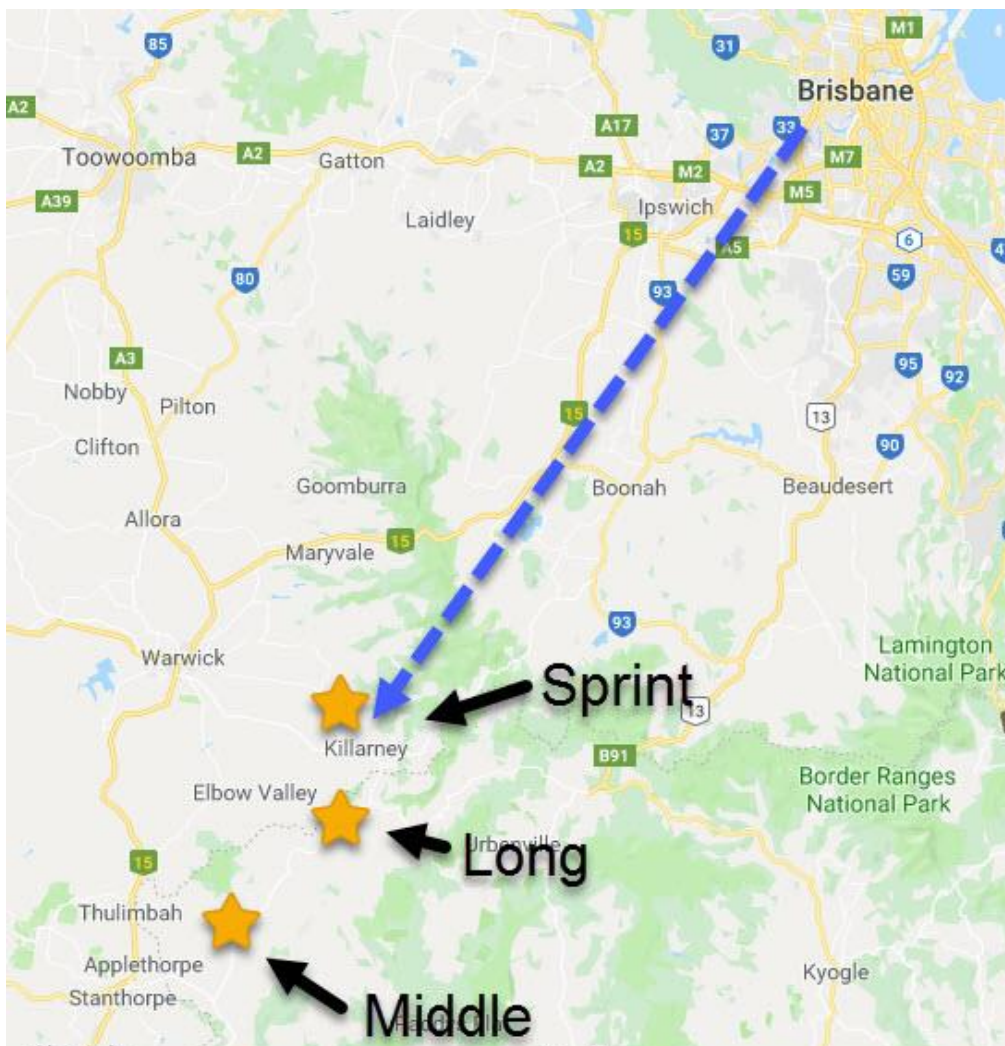 M1
85
31
Brisbane
A2
A17
33
37
M7
Toowoomba
A2
Gatton
A2
M2
M5
A39
Ipswich
Laidley
15
A5
6
4
80
93
59
A3
95
92
Nobby
Pilton
15
13
90
Clifton
Goomburra
Boonah
Beaudesert
Allora
Maryvale
15
93
Lamington
National Park
Warwick
Sprint
13
Killarney
B91
Border Ranges
National Park
Elbow Valley
Urbenville
Long
15
Thulimbah
Applethorpe
Stanthorpe
Kyogle
Middle